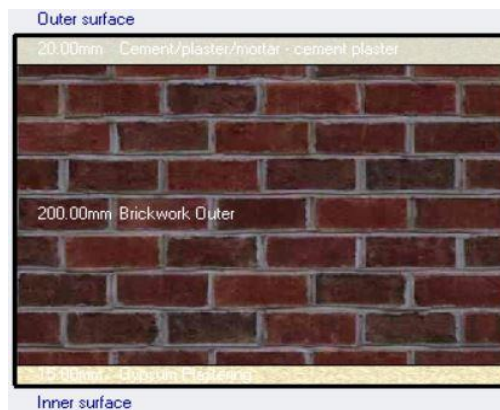 Outer surface
20.00mm Cement/plaster/mortar - cement plaster
200.00mm Brickwork Outer
15.00mm Gypsum Plastering
Inner surface